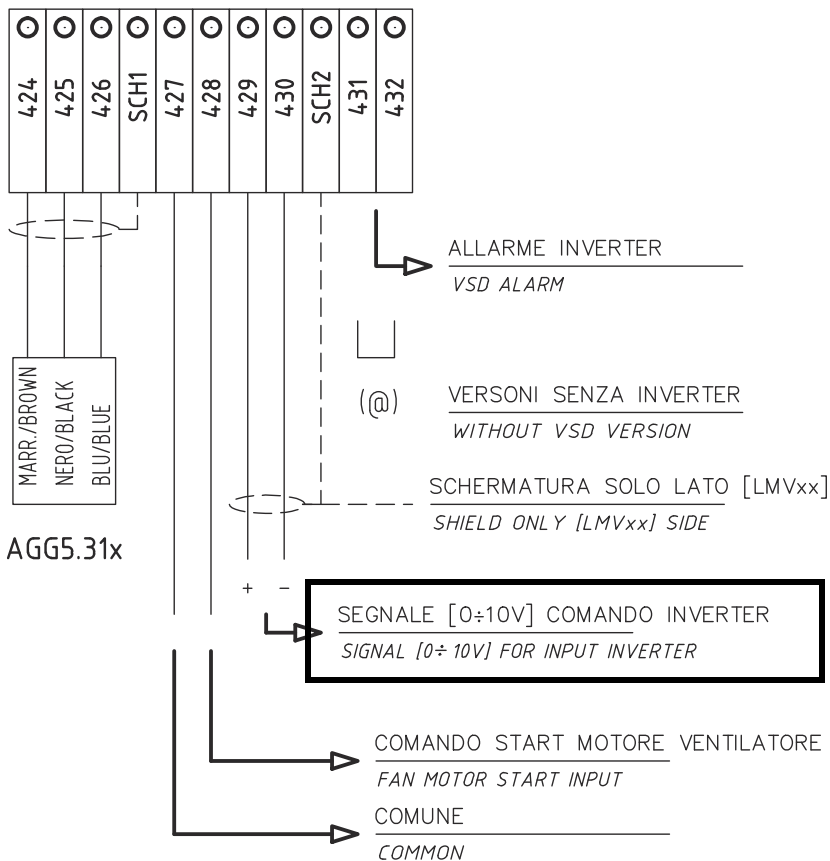 424
425
426
SCH1
427
428
429
430
SCH2
431
432
ALLARME INVERTER
VSD ALARM
MARR./BROWN
NERO/BLACK
BLU/BLUE
(@)
VERSONI SENZA INVERTER
WITHOUT VSD VERSION
SCHERMATURA SOLO LATO [LMVxx]
SHIELD ONLY [LMVxx] SIDE
AGG5.31x
+ −
SEGNALE [0÷10V] COMANDO INVERTER
SIGNAL [0÷10V] FOR INPUT INVERTER
COMANDO START MOTORE VENTILATORE
FAN MOTOR START INPUT
COMUNE
COMMON